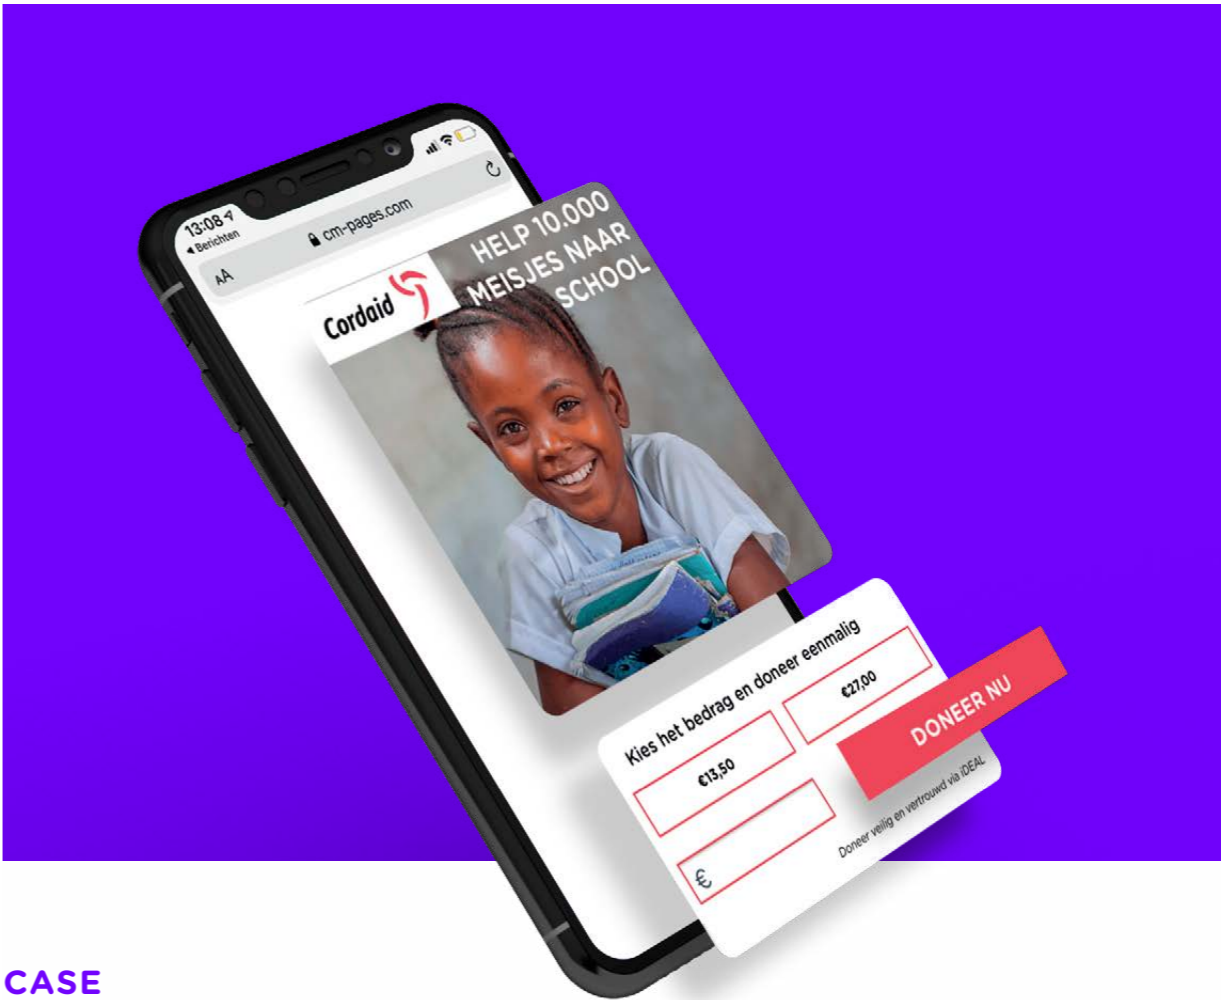 13:08
Berichten
AA
cm-pages.com
Cordaid
HELP 10.000
MEISJES NAAR
SCHOOL
Kies het bedrag en doneer eenmalig
€13,50
€27,00
€
DONEER NU
Doneer veilig en vertrouwd via iDEAL
CASE